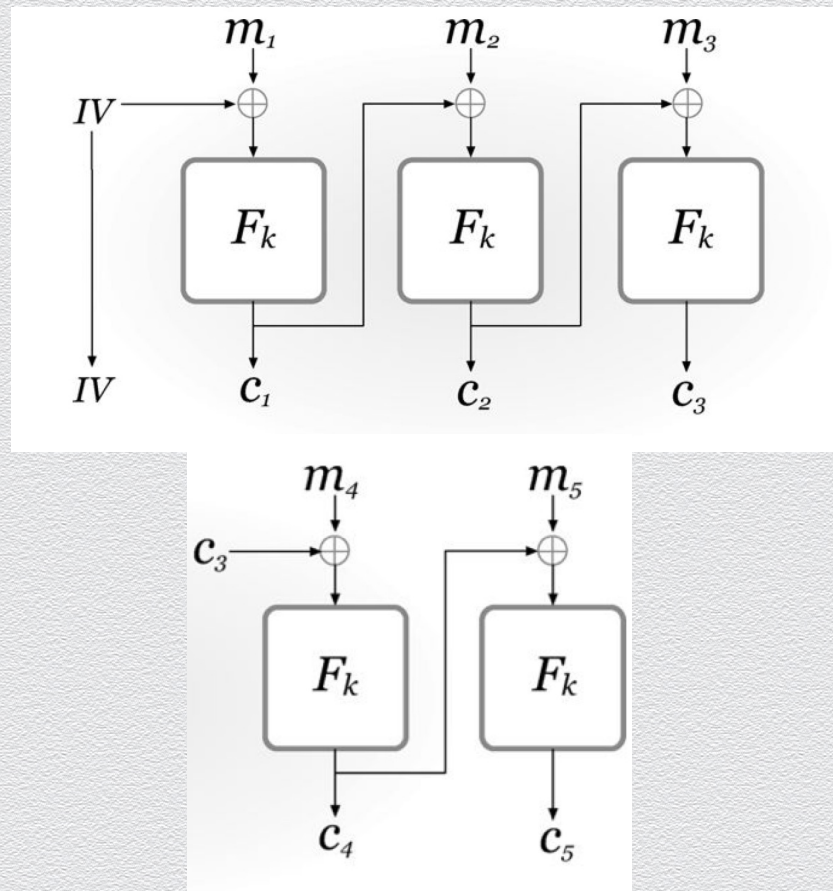 m₁ m₂ m₃
IV
Fₖ Fₖ Fₖ
IV c₁ c₂ c₃
m₄ m₅
c₃
Fₖ Fₖ
c₄ c₅